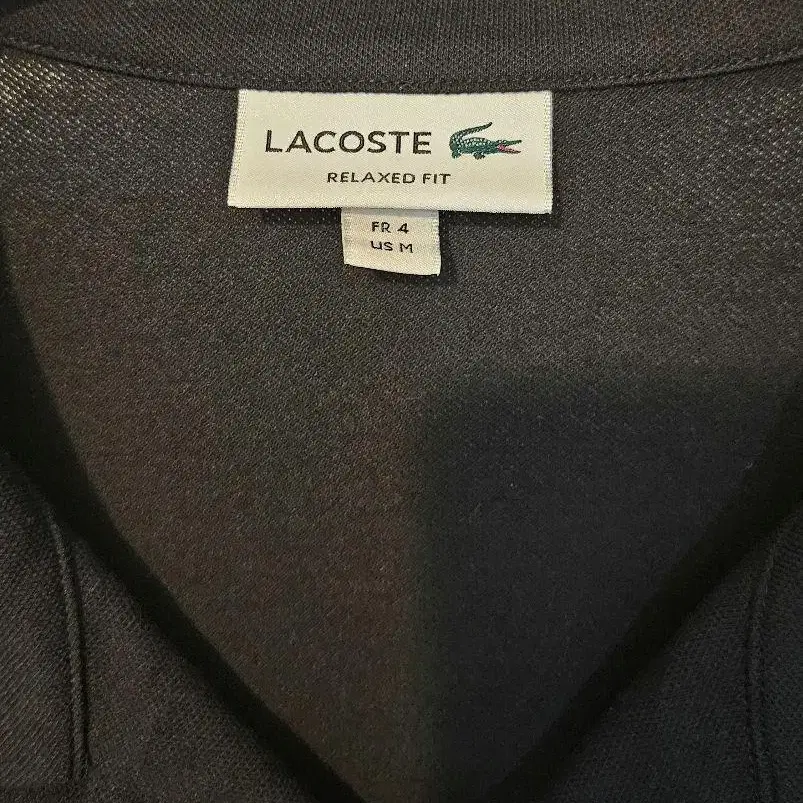 LACOSTE
RELAXED FIT
FR 4
US M